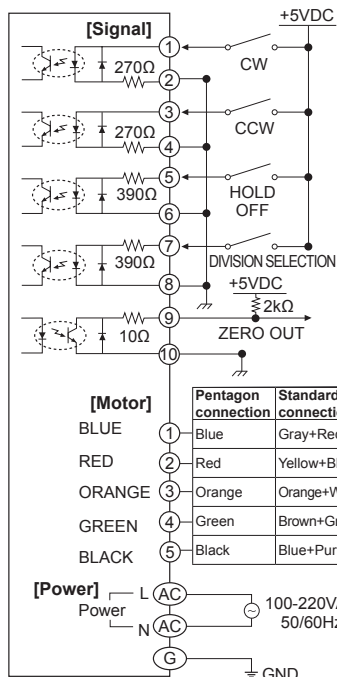 +5VDC
[Signal]
1
CW
270Ω
2
3
CCW
270Ω
4
5
390Ω
HOLD
OFF
6
7
390Ω
DIVISION SELECTION
8
+5VDC
2kΩ
9
10Ω
ZERO OUT
10
[Motor]
Pentagon connection Standard
BLUE 1 Blue
RED 2 Red
ORANGE 3 Orange
GREEN 4 Green
BLACK 5 Black
[Power]
Power L AC
100-220V
N AC
50/60Hz
G
GND